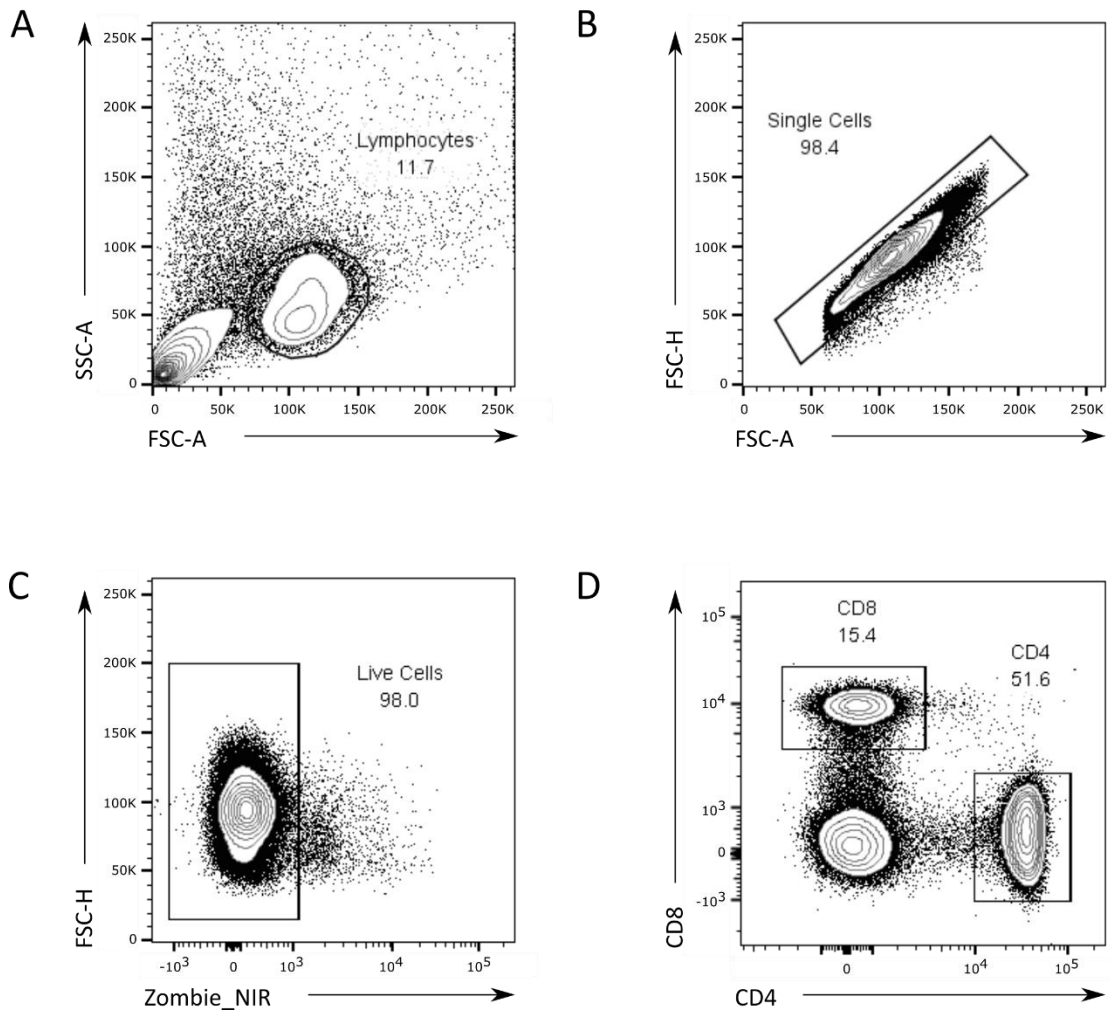 A
250K
200K
150K
100K
50K
0
SSC-A
Lymphocytes
11.7
0 50K 100K 150K 200K 250K
FSC-A
B
250K
200K
150K
100K
50K
0
FSC-H
Single Cells
98.4
0 50K 100K 150K 200K 250K
FSC-A
C
250K
200K
150K
100K
50K
0
FSC-H
Live Cells
98.0
-10³ 0 10³ 10⁴ 10⁵
Zombie_NIR
D
10⁵
10⁴
10³
0
-10³
CD8
CD8
15.4
CD4
51.6
0 10⁴ 10⁵
CD4